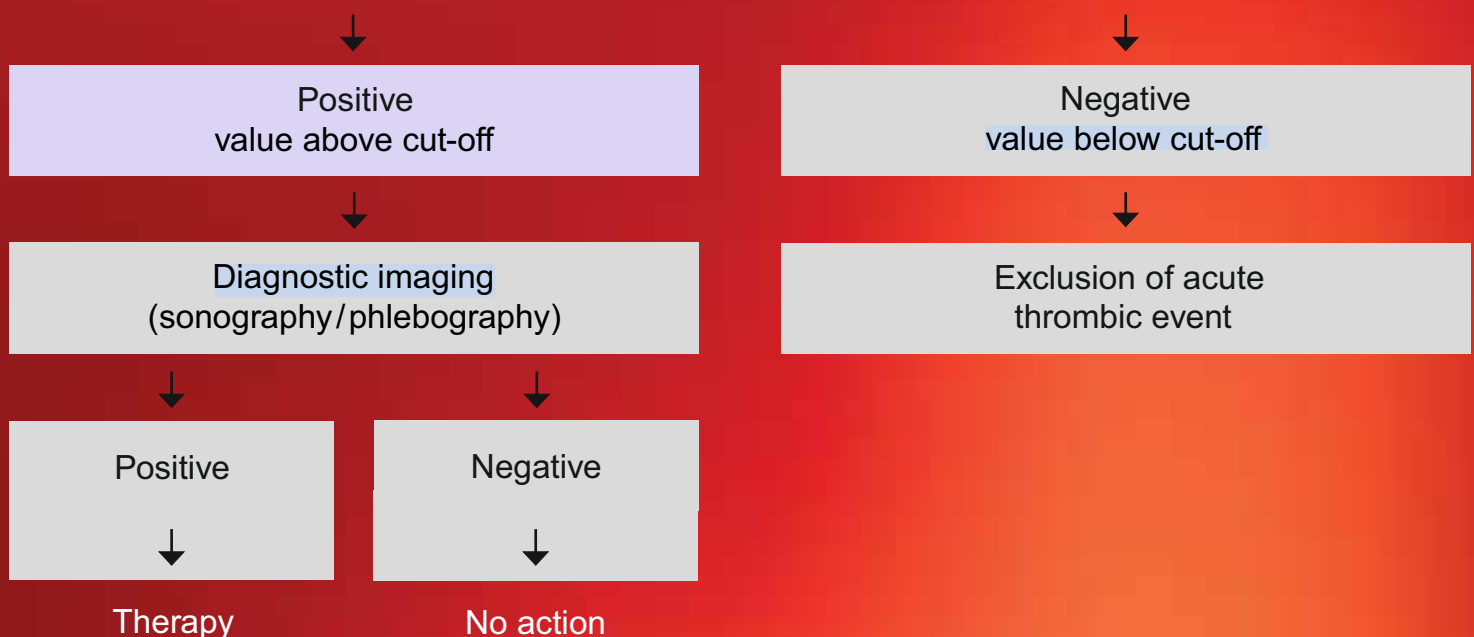 Positive
value above cut-off
Negative
value below cut-off
Diagnostic imaging
(sonography/phlebography)
Exclusion of acute
thrombic event
Positive
Negative
Therapy
No action